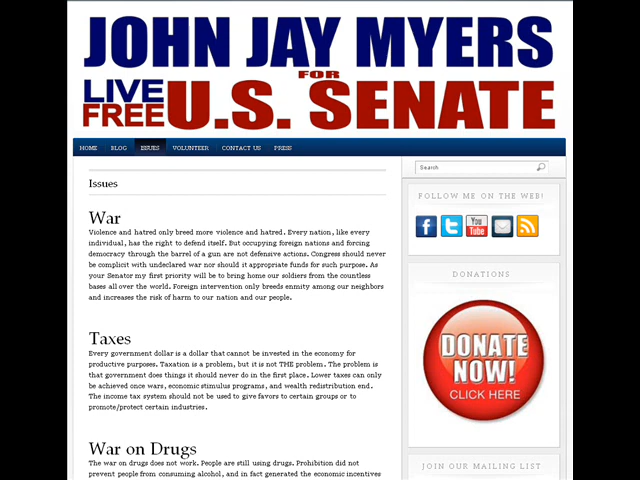 JOHN JAY MYERS
FOR
LIVE
FREE
U.S. SENATE
HOME BLOG ISSUES VOLUNTEER CONTACT US PRESS
Issues
War
Violence and hatred only breed more violence and hatred. Every nation, like every
individual, has the right to defend itself. But occupying foreign nations and forcing
democracy through the barrel of a gun are not defensive actions. Congress should never
be complicit with undeclared war nor should it appropriate funds for such purpose. As
your Senator my first priority will be to bring home our soldiers from the countless
bases all over the world. Foreign intervention only breeds enmity among our neighbors
and increases the risk of harm to our nation and our people.
Taxes
Every government dollar is a dollar that cannot be invested in the economy for
productive purposes. Taxation is a problem, but it is not THE problem. The problem is
that government does things it should never do in the first place. Lower taxes can only
be achieved once wars, economic stimulus programs, and wealth redistribution end.
The income tax system should not be used to give favors to certain groups or to
promote/protect certain industries.
War on Drugs
The war on drugs does not work. People are still using drugs. Prohibition did not
prevent people from consuming alcohol, and in fact generated the economic incentives
Search
FOLLOW ME ON THE WEB!
f
t
You
Tube
DONATIONS
DONATE
NOW!
CLICK HERE
JOIN OUR MAILING LIST